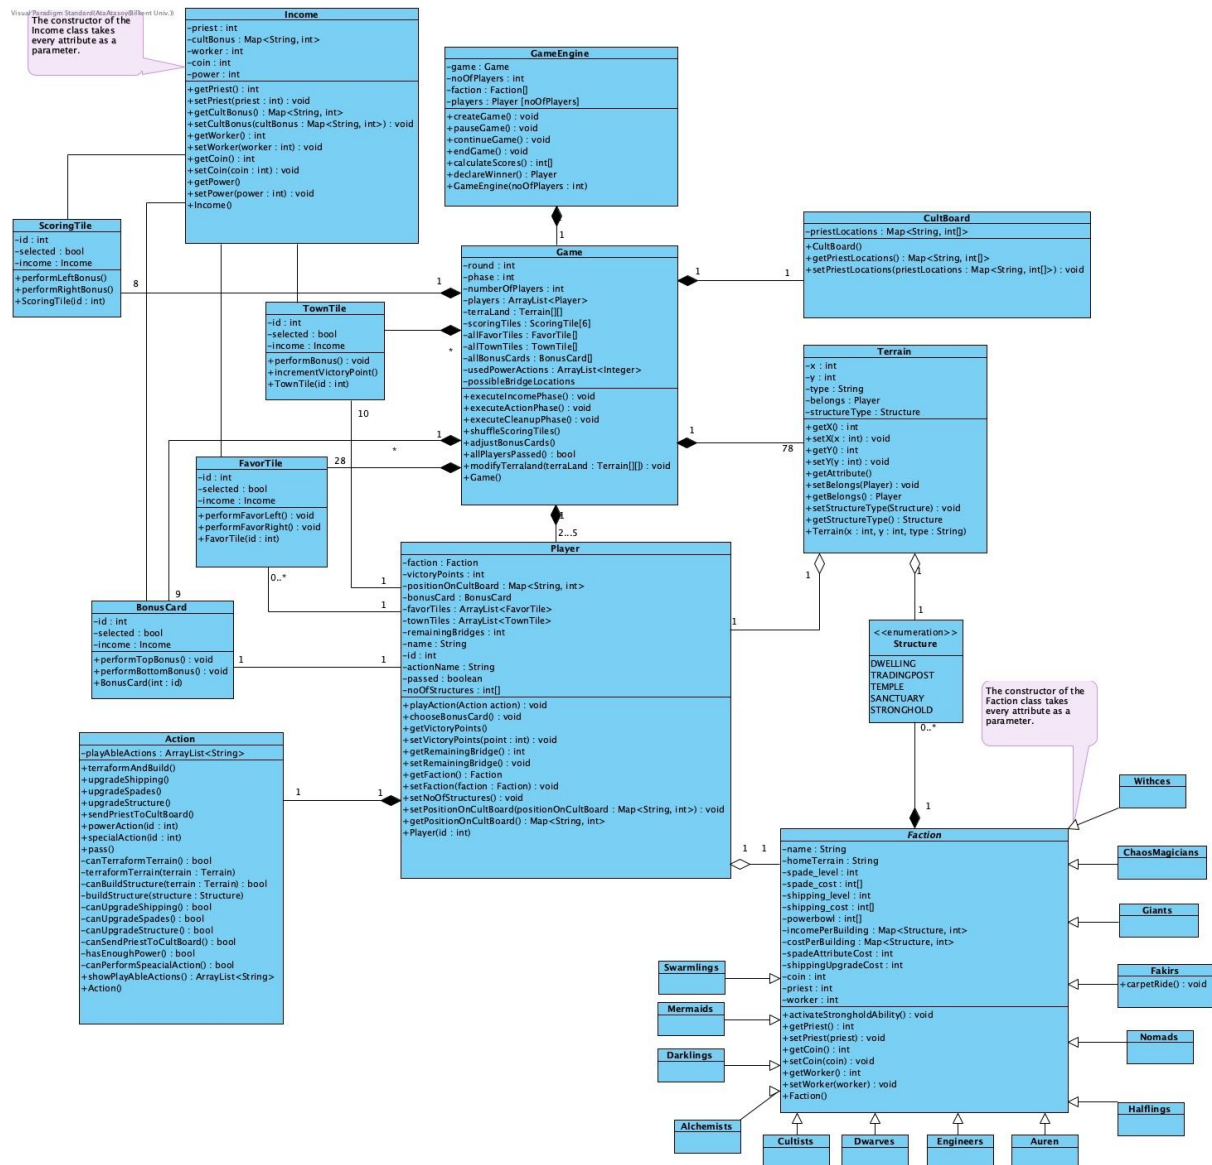 Visual Paradigm Standard(AtaAtasoy(Bilkent Univ.))
The constructor of the
Income class takes
every attribute as a
parameter.
Income
-priest : int
-cultBonus : Map<String, int>
-worker : int
-coin : int
-power : int
+getPriest() : int
+setPriest(priest : int) : void
+getCultBonus() : Map<String, int>
+setCultBonus(cultBonus : Map<String, int>) : void
+getWorker() : int
+setWorker(worker : int) : void
+getCoin() : int
+setCoin(coin : int) : void
+getPower()
+setPower(power : int)
+Income()
GameEngine
-game : Game
-noOfPlayers : int
-faction : Faction[]
-players : Player [noOfPlayers]
+createGame() : void
+pauseGame() : void
+continueGame() : void
+endGame() : void
+calculateScores() : int[]
+declareWinner() : Player
+GameEngine(noOfPlayers : int)
1
ScoringTile
-id : int
-selected : bool
-income : Income
+performLeftBonus()
+performRightBonus()
+ScoringTile(id : int)
8
1
CultBoard
-priestLocations : Map<String, int[]>
+CultBoard()
+getPriestLocations() : Map<String, int[]>
+setPriestLocations(priestLocations : Map<String, int[]>) : void
1
1
Game
-round : int
-phase : int
-numberOfPlayers : int
-players : ArrayList<Player>
-terraLand : Terrain[][]
-scoringTiles : ScoringTile[6]
-allFavorTiles : FavorTile[]
-allTownTiles : TownTile[]
-allBonusCards : BonusCard[]
-usedPowerActions : ArrayList<Integer>
-possibleBridgeLocations
+executeIncomePhase() : void
+executeActionPhase() : void
+executeCleanupPhase() : void
+shuffleScoringTiles()
+adjustBonusCards()
+allPlayersPassed() : bool
+modifyTerraland(terraLand : Terrain[][]) : void
+Game()
TownTile
-id : int
-selected : bool
-income : Income
+performBonus() : void
+incrementVictoryPoint()
+TownTile(id : int)
*
10
1
*
28
Terrain
-x : int
-y : int
-type : String
-belongs : Player
-structureType : Structure
+getX() : int
+setX(x : int) : void
+getY() : int
+setY(y : int) : void
+getAttribute()
+setBelongs(Player) : void
+getBelongs() : Player
+setStructureType(Structure) : void
+getStructureType() : Structure
+Terrain(x : int, y : int, type : String)
1
78
FavorTile
-id : int
-selected : bool
-income : Income
+performFavorLeft() : void
+performFavorRight() : void
+FavorTile(id : int)
0..*
1
1
1
2...5
Player
-faction : Faction
-victoryPoints : int
-positionOnCultBoard : Map<String, int>
-bonusCard : BonusCard
-favorTiles : ArrayList<FavorTile>
-townTiles : ArrayList<TownTile>
-remainingBridges : int
-name : String
-id : int
-actionName : String
-passed : boolean
-noOfStructures : int[]
+playAction(Action action) : void
+chooseBonusCard() : void
+getVictoryPoints()
+setVictoryPoints(point : int) : void
+getRemainingBridge() : int
+setRemainingBridge() : void
+getFaction() : Faction
+setFaction(faction : Faction) : void
+setNoOfStructures() : void
+setPositionOnCultBoard(positionOnCultBoard : Map<String, int>) : void
+getPositionOnCultBoard() : Map<String, int>
+Player(id : int)
9
BonusCard
-id : int
-selected : bool
-income : Income
+performTopBonus() : void
+performBottomBonus() : void
+BonusCard(int : id)
1
1
1
1
1
1
<<enumeration>>
Structure
DWELLING
TRADINGPOST
TEMPLE
SANCTUARY
STRONGHOLD
0..*
1
The constructor of the
Faction class takes
every attribute as a
parameter.
Action
-playAbleActions : ArrayList<String>
+terraformAndBuild()
+upgradeShipping()
+upgradeSpades()
+upgradeStructure()
+sendPriestToCultBoard()
+powerAction(id : int)
+specialAction(id : int)
+pass()
-canTerraformTerrain() : bool
-terraformTerrain(terrain : Terrain)
-canBuildStructure(terrain : Terrain) : bool
-buildStructure(structure : Structure)
-canUpgradeShipping() : bool
-canUpgradeSpades() : bool
-canUpgradeStructure() : bool
-canSendPriestToCultBoard() : bool
-hasEnoughPower() : bool
-canPerformSpeacialAction() : bool
+showPlayAbleActions() : ArrayList<String>
+Action()
1
1
1
1
Faction
-name : String
-homeTerrain : String
-spade_level : int
-spade_cost : int[]
-shipping_level : int
-shipping_cost : int[]
-powerbowl : int[]
-incomePerBuilding : Map<Structure, int>
-costPerBuilding : Map<Structure, int>
-spadeAttributeCost : int
-shippingUpgradeCost : int
-coin : int
-priest : int
-worker : int
+activateStrongholdAbility() : void
+getPriest() : int
+setPriest(priest) : void
+getCoin() : int
+setCoin(coin) : void
+getWorker() : int
+setWorker(worker) : void
+Faction()
Withces
ChaosMagicians
Giants
Fakirs
+carpetRide() : void
Nomads
Halflings
Swarmlings
Mermaids
Darklings
Alchemists
Cultists
Dwarves
Engineers
Auren